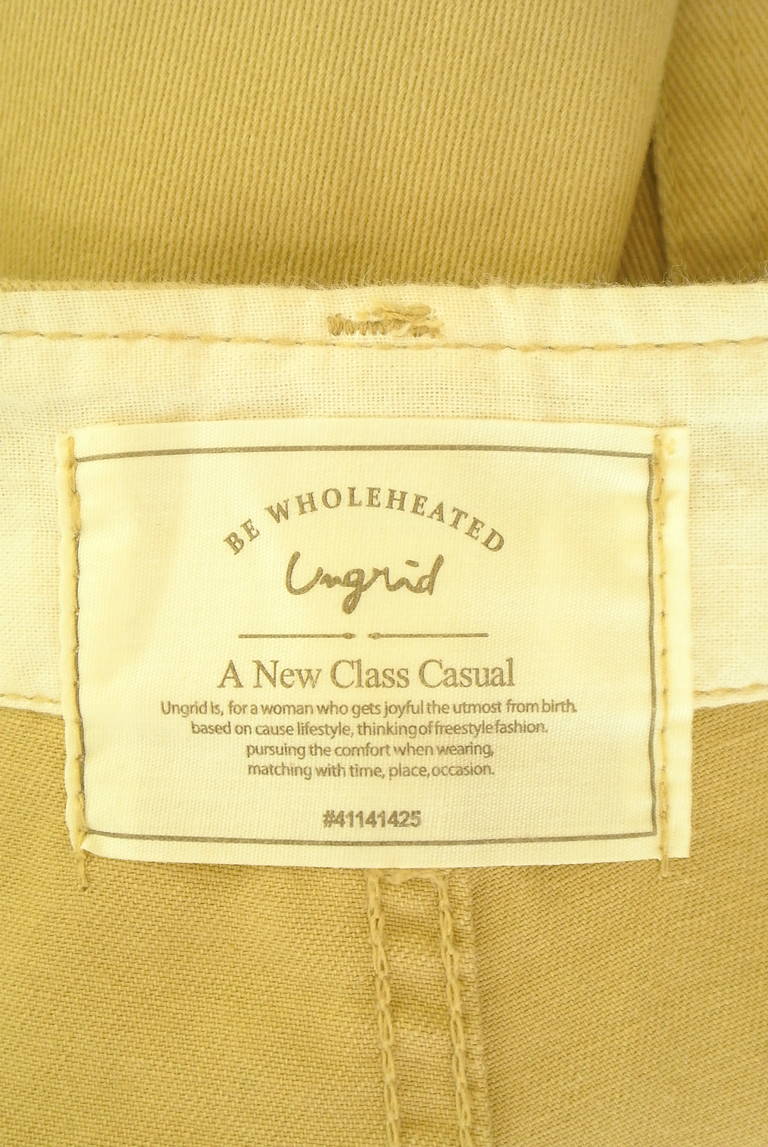 BE WHOLEHEATED
Ungrid
A New Class Casual
Ungrid Is, for a woman who gets joyful the utmost from birth.
based on cause lifestyle, thinking of freestyle fashion.
pursuing the comfort when wearing,
matching with time, place, occasion.
#41141425